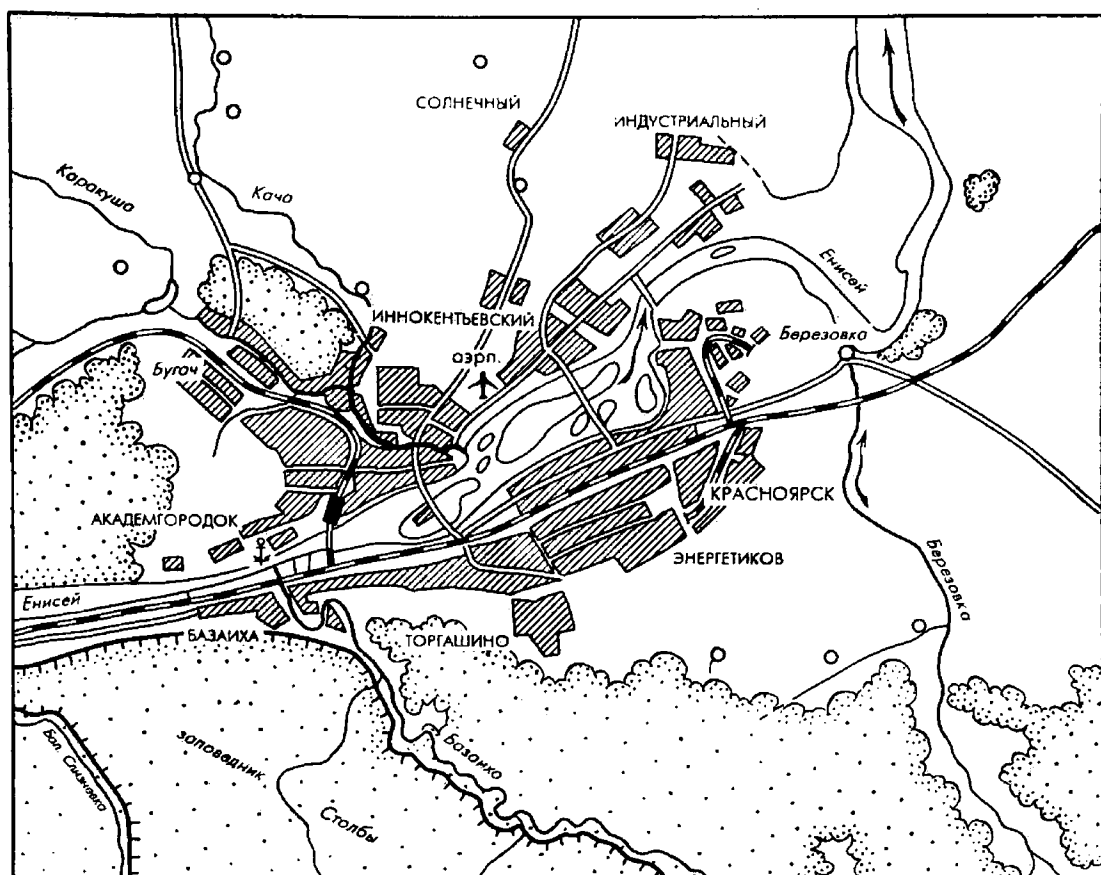 СОЛНЕЧНЫЙ
ИНДУСТРИАЛЬНЫЙ
Каракуша
Кача
Енисей
ИННОКЕНТЬЕВСКИЙ
Березовка
аэрп.
Бугач
КРАСНОЯРСК
АКАДЕМГОРОДОК
ЭНЕРГЕТИКОВ
Енисей
Березовка
БАЗАИХА
ТОРГАШИНО
заповедник
Базаиха
Бол. Слизневка
Столбы